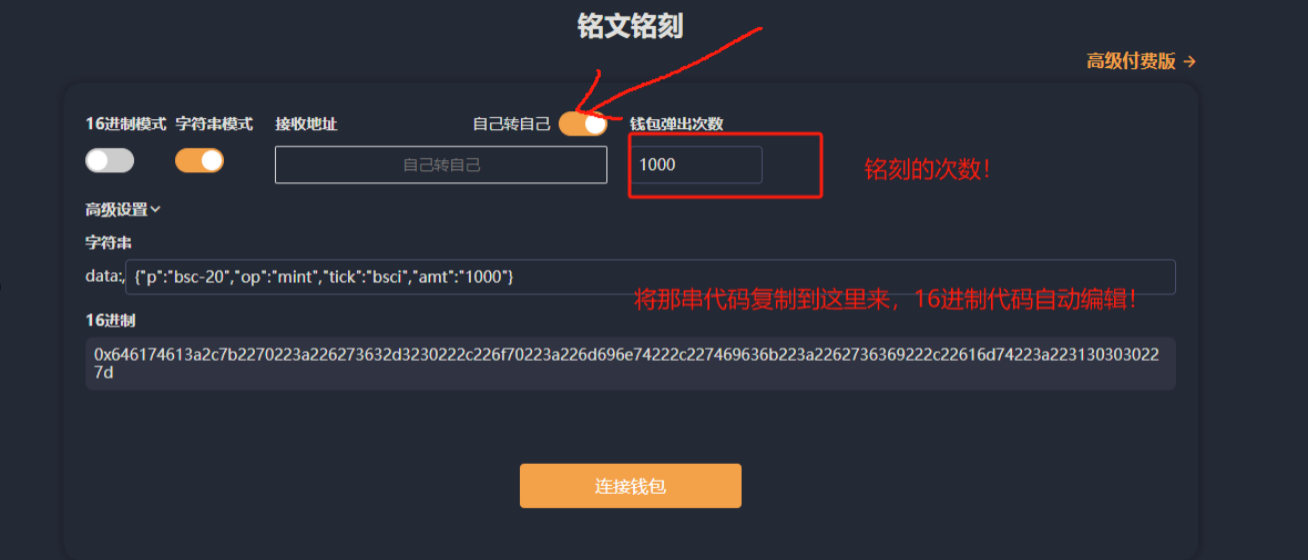 铭文铭刻
高级付费版 →
16进制模式 字符串模式 接收地址 自己转自己 钱包弹出次数
自己转自己 1000 铭刻的次数！
高级设置
字符串
data:, {"p":"bsc-20","op":"mint","tick":"bsci","amt":"1000"}
将那串代码复制到这里来，16进制代码自动编辑！
16进制
0x646174613a2c7b2270223a226273632d3230222c226f70223a226d696e74222c227469636b223a2262736369222c22616d74223a223130303022
7d
连接钱包